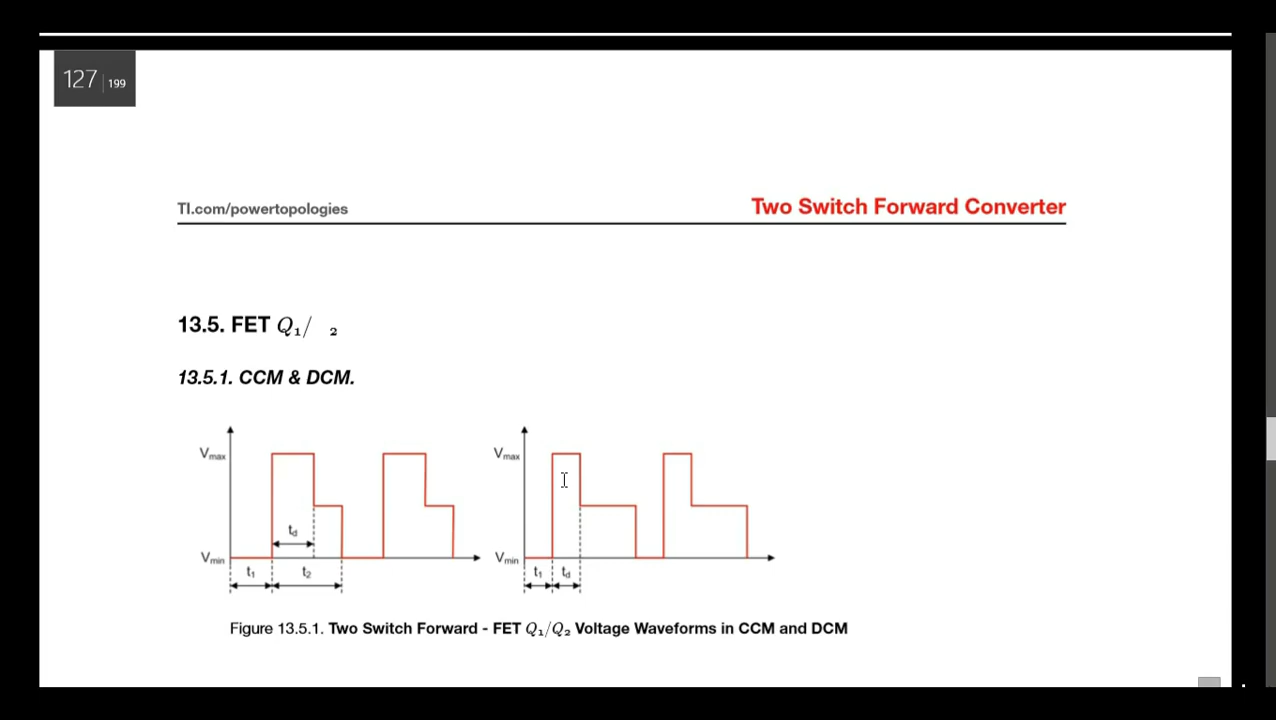 127 | 199
TI.com/powertopologies
Two Switch Forward Converter
13.5. FET Q₁/ ₂
13.5.1. CCM & DCM.
Vmax
Vmax
td
Vmin
Vmin
t₁
t₂
t₁
td
Figure 13.5.1. Two Switch Forward - FET Q₁/Q₂ Voltage Waveforms in CCM and DCM